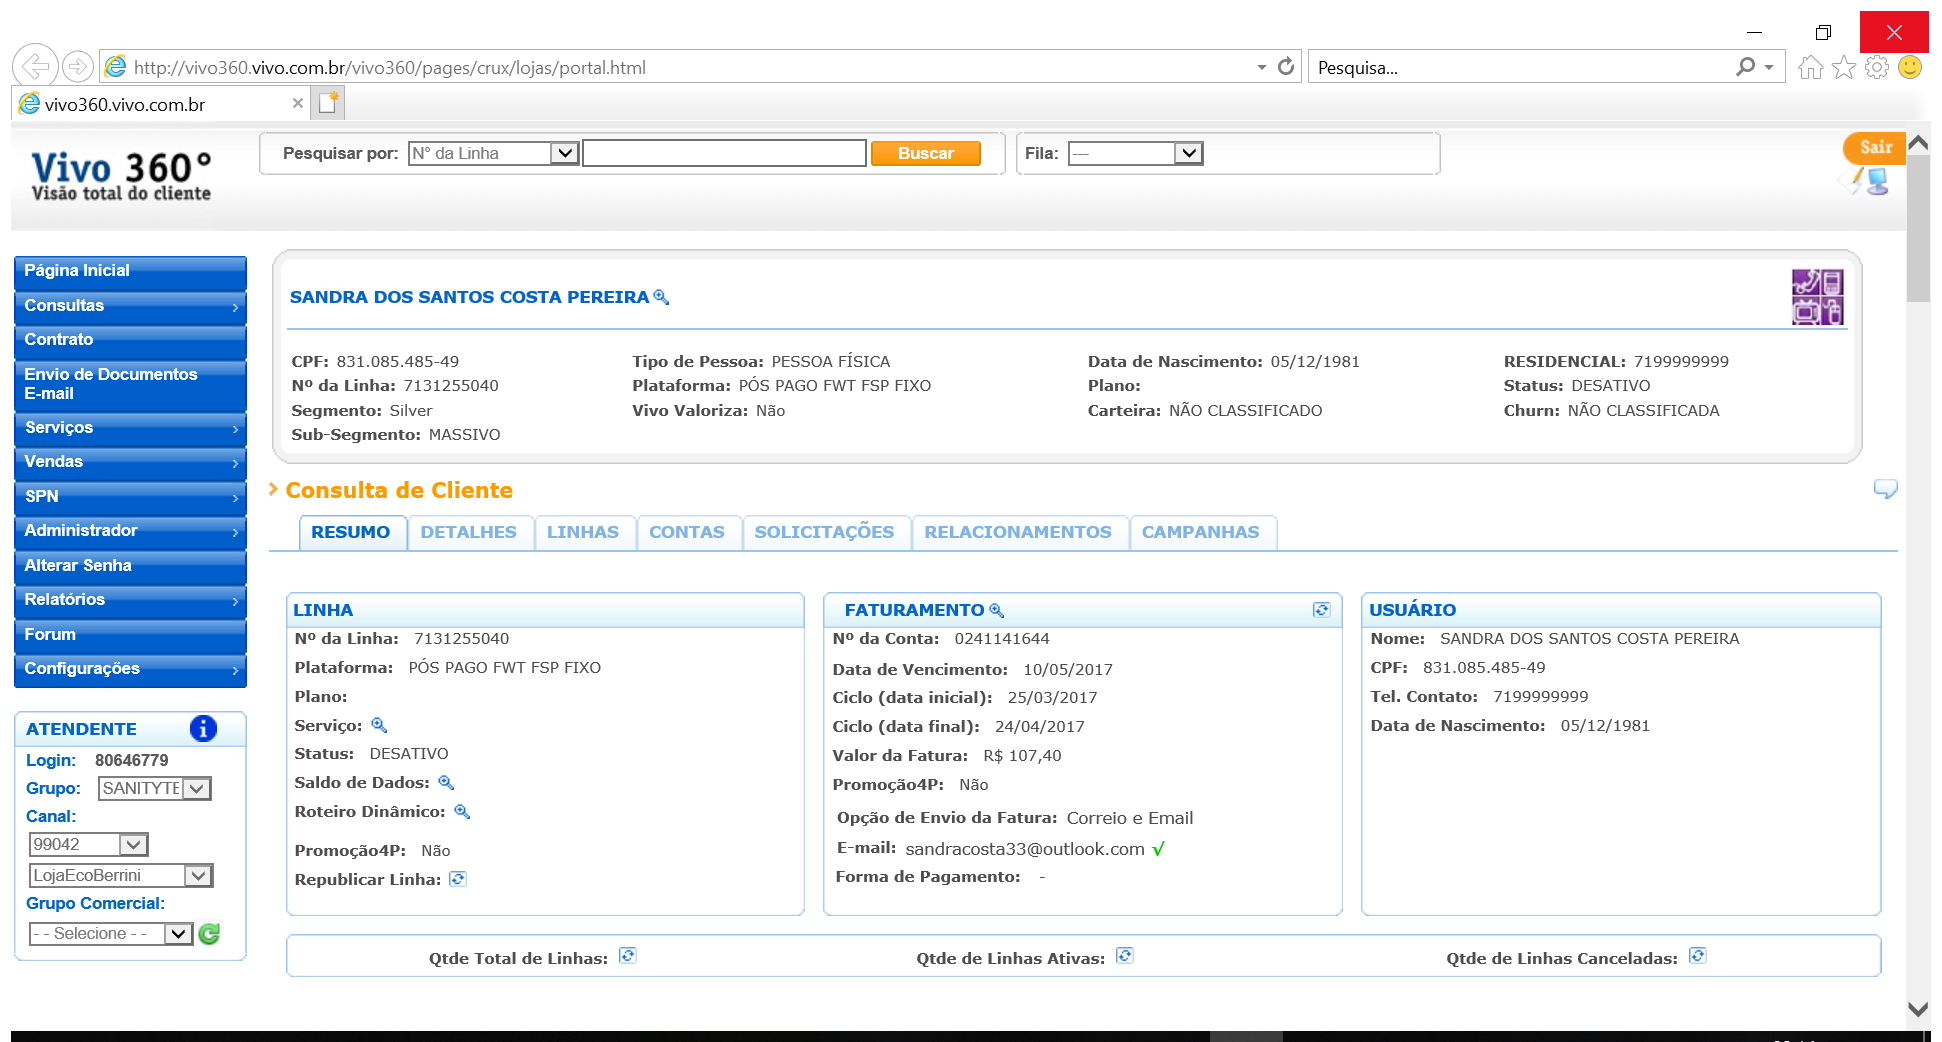 http://vivo360.vivo.com.br/vivo360/pages/crux/lojas/portal.html
Pesquisa...
vivo360.vivo.com.br
Vivo 360°
Visão total do cliente
Pesquisar por: N° da Linha Buscar
Fila: ---
Sair
Página Inicial
Consultas
Contrato
Envio de Documentos
E-mail
Serviços
Vendas
SPN
Administrador
Alterar Senha
Relatórios
Forum
Configurações
ATENDENTE
Login: 80646779
Grupo: SANITYTE
Canal:
99042
LojaEcoBerrini
Grupo Comercial:
- - Selecione - -
SANDRA DOS SANTOS COSTA PEREIRA
CPF: 831.085.485-49 Tipo de Pessoa: PESSOA FÍSICA Data de Nascimento: 05/12/1981 RESIDENCIAL: 7199999999
Nº da Linha: 7131255040 Plataforma: PÓS PAGO FWT FSP FIXO Plano: Status: DESATIVO
Segmento: Silver Vivo Valoriza: Não Carteira: NÃO CLASSIFICADO Churn: NÃO CLASSIFICADA
Sub-Segmento: MASSIVO
Consulta de Cliente
RESUMO DETALHES LINHAS CONTAS SOLICITAÇÕES RELACIONAMENTOS CAMPANHAS
LINHA
Nº da Linha: 7131255040
Plataforma: PÓS PAGO FWT FSP FIXO
Plano:
Serviço:
Status: DESATIVO
Saldo de Dados:
Roteiro Dinâmico:
Promoção4P: Não
Republicar Linha:
FATURAMENTO
Nº da Conta: 0241141644
Data de Vencimento: 10/05/2017
Ciclo (data inicial): 25/03/2017
Ciclo (data final): 24/04/2017
Valor da Fatura: R$ 107,40
Promoção4P: Não
Opção de Envio da Fatura: Correio e Email
E-mail: sandracosta33@outlook.com √
Forma de Pagamento: -
USUÁRIO
Nome: SANDRA DOS SANTOS COSTA PEREIRA
CPF: 831.085.485-49
Tel. Contato: 7199999999
Data de Nascimento: 05/12/1981
Qtde Total de Linhas: Qtde de Linhas Ativas: Qtde de Linhas Canceladas: